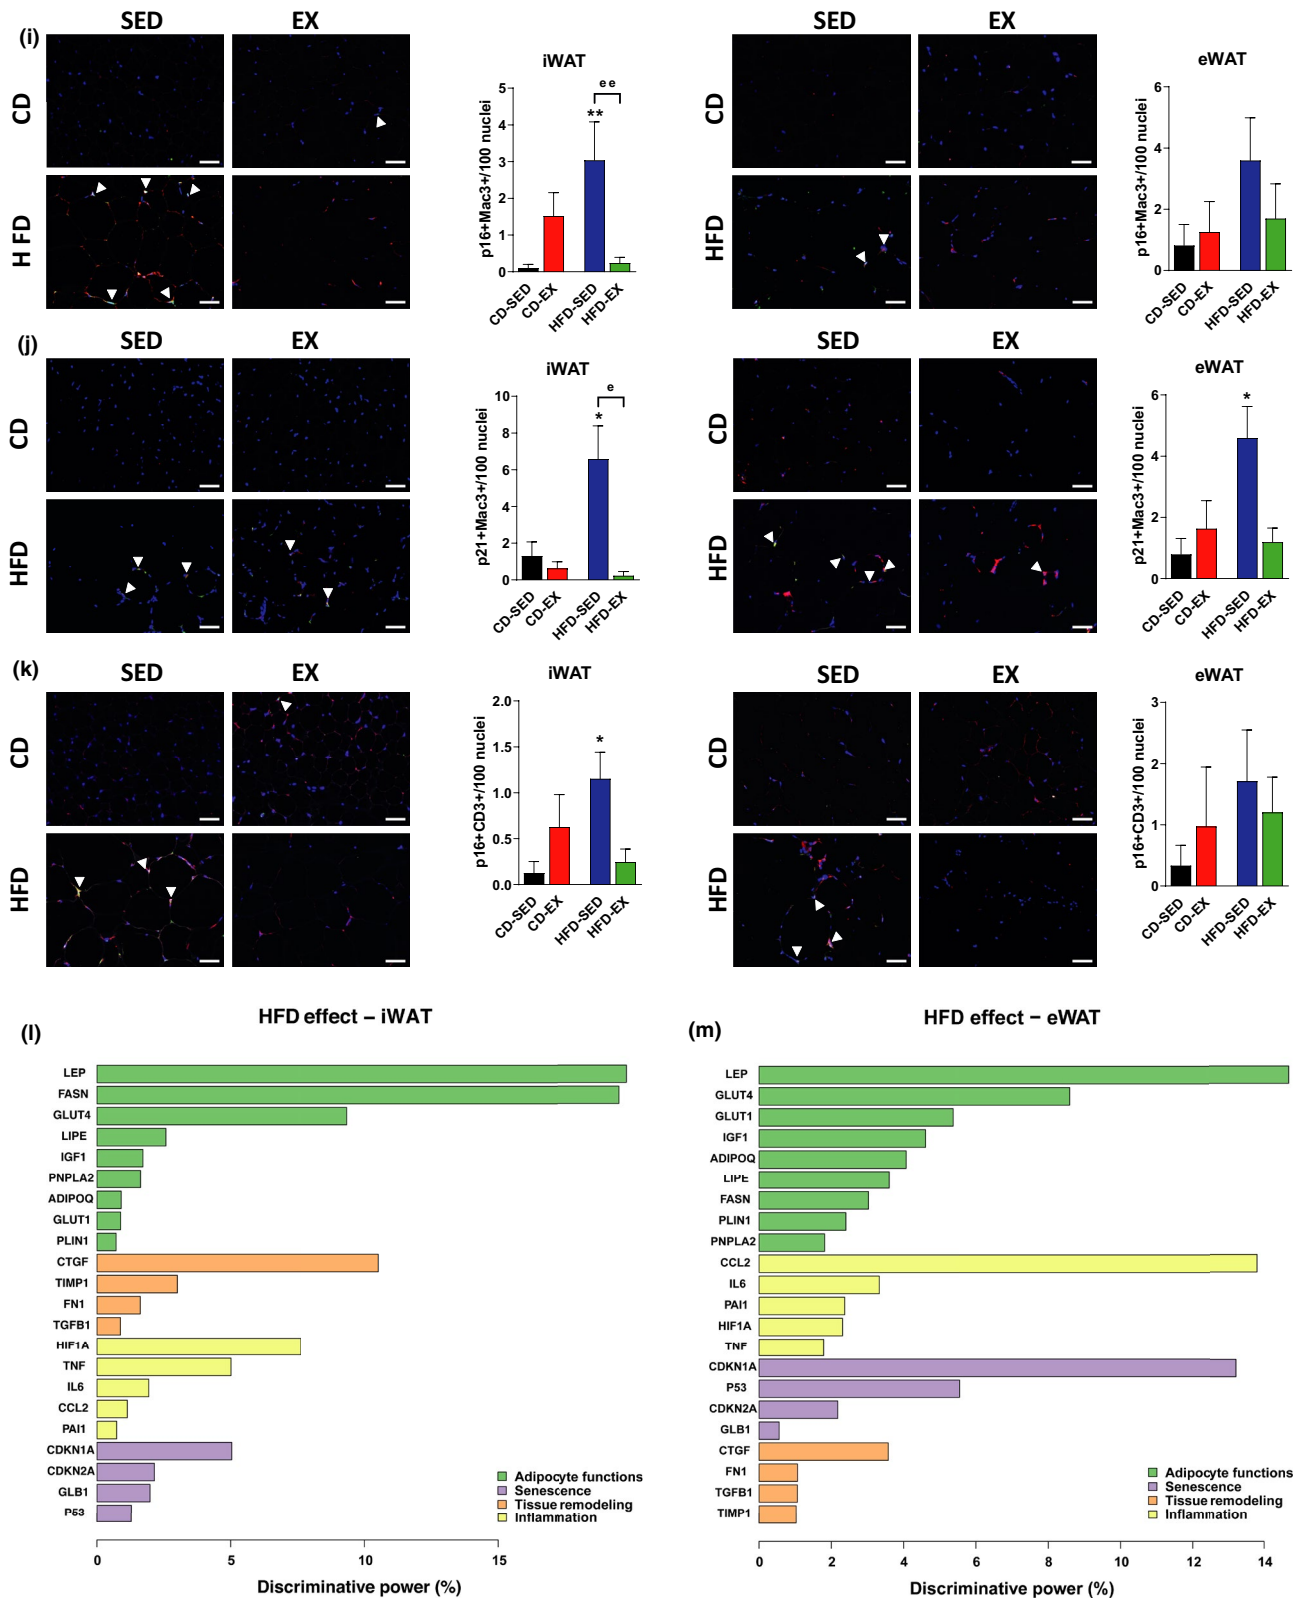 (i)
SED
EX
SED
EX
CD
H FD
iWAT
p16+Mac3+/100 nuclei
5
4
3
2
1
0
**
e e
CD-SED
CD-EX
HFD-SED
HFD-EX
CD
HFD
eWAT
p16+Mac3+/100 nuclei
6
4
2
0
CD-SED
CD-EX
HFD-SED
HFD-EX
(j)
SED
EX
SED
EX
CD
HFD
iWAT
p21+Mac3+/100 nuclei
10
8
6
4
2
0
*
e
CD-SED
CD-EX
HFD-SED
HFD-EX
CD
HFD
eWAT
p21+Mac3+/100 nuclei
6
4
2
0
*
CD-SED
CD-EX
HFD-SED
HFD-EX
(k)
SED
EX
SED
EX
CD
HFD
iWAT
p16+CD3+/100 nuclei
2.0
1.5
1.0
0.5
0.0
*
CD-SED
CD-EX
HFD-SED
HFD-EX
CD
HFD
eWAT
p16+CD3+/100 nuclei
3
2
1
0
CD-SED
CD-EX
HFD-SED
HFD-EX
(l)
HFD effect – iWAT
LEP
FASN
GLUT4
LIPE
IGF1
PNPLA2
ADIPOQ
GLUT1
PLIN1
CTGF
TIMP1
FN1
TGFB1
HIF1A
TNF
IL6
CCL2
PAI1
CDKN1A
CDKN2A
GLB1
P53
Adipocyte functions
Senescence
Tissue remodeling
Inflammation
0 5 10 15
Discriminative power (%)
(m)
HFD effect – eWAT
LEP
GLUT4
GLUT1
IGF1
ADIPOQ
LIPE
FASN
PLIN1
PNPLA2
CCL2
IL6
PAI1
HIF1A
TNF
CDKN1A
P53
CDKN2A
GLB1
CTGF
FN1
TGFB1
TIMP1
Adipocyte functions
Senescence
Tissue remodeling
Inflammation
0 2 4 6 8 10 12 14
Discriminative power (%)